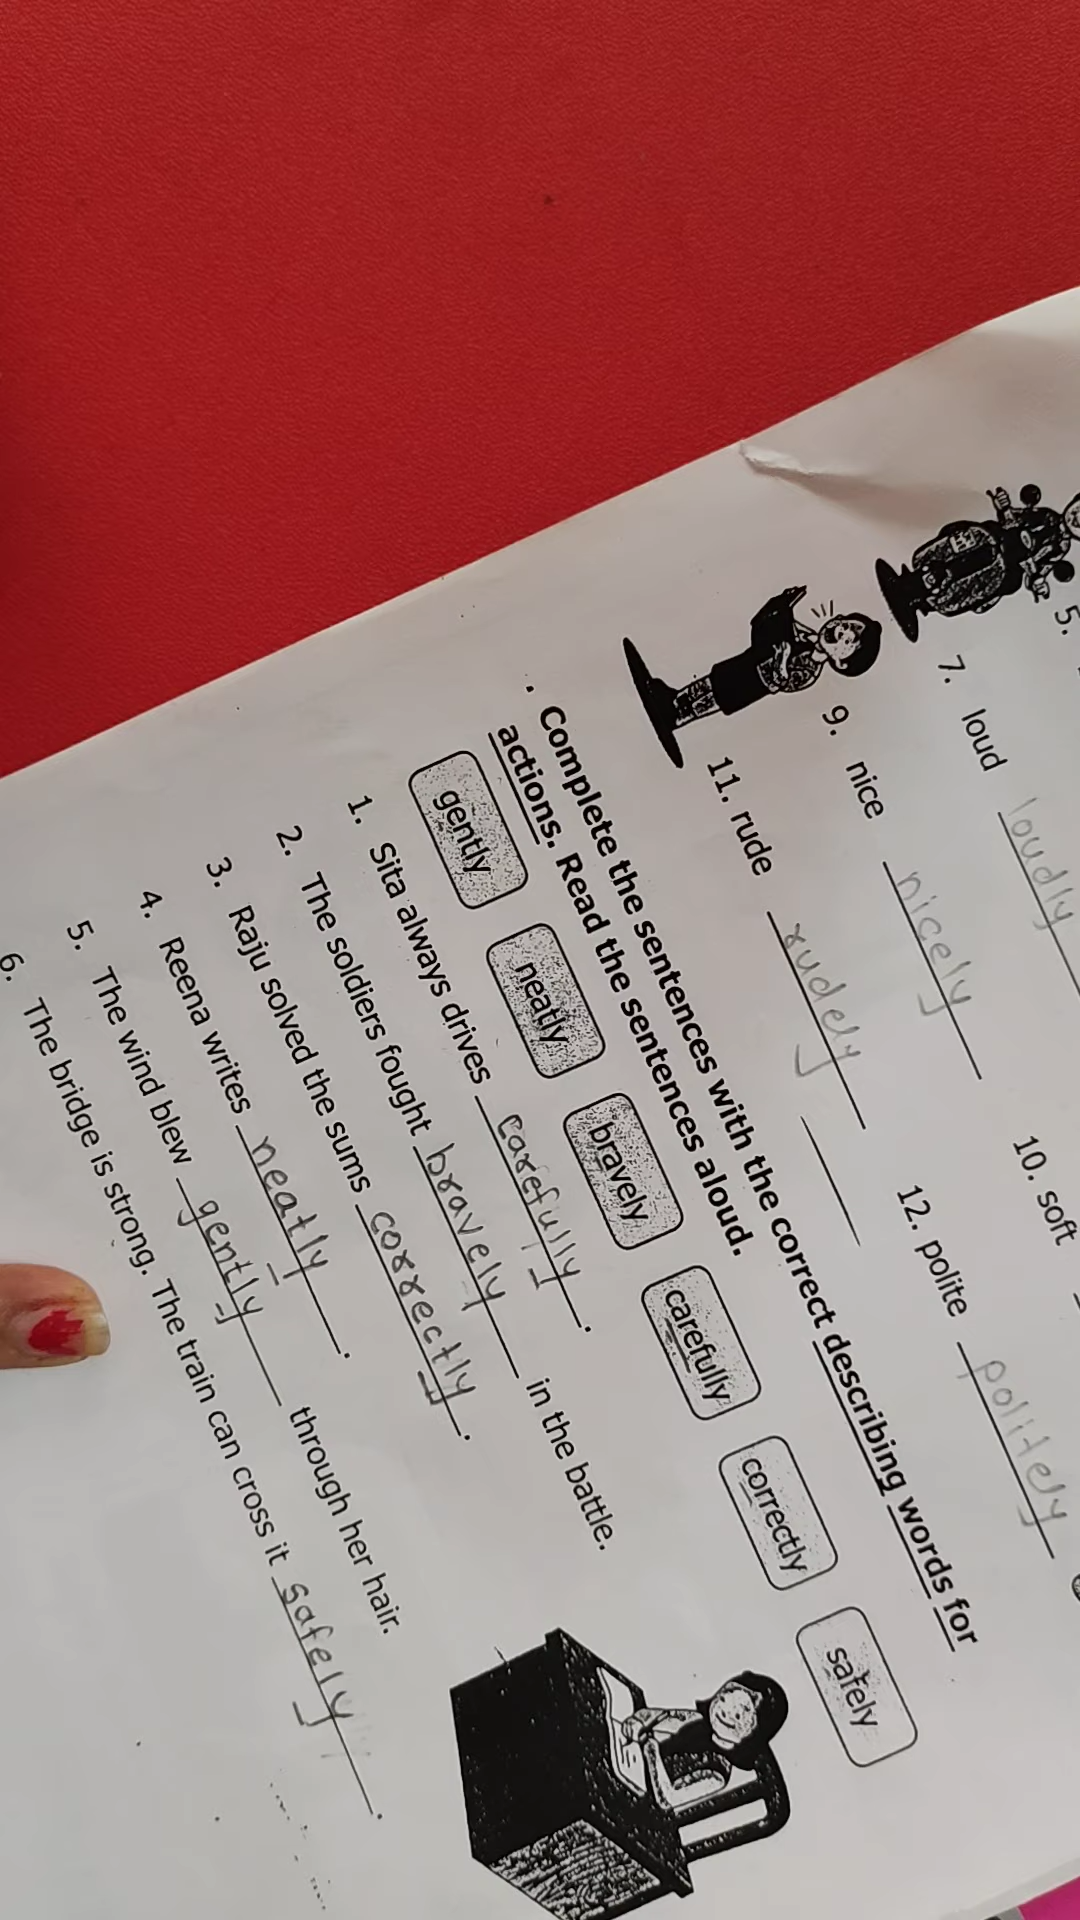 5.
7. loud loudly
9. nice nicely 10. soft
11. rude rudely 12. polite politely
. Complete the sentences with the correct describing words for
actions. Read the sentences aloud.
gently neatly bravely carefully correctly safely
1. Sita always drives carefully.
2. The soldiers fought bravely in the battle.
3. Raju solved the sums correctly.
4. Reena writes neatly.
5. The wind blew gently through her hair.
6. The bridge is strong. The train can cross it safely.